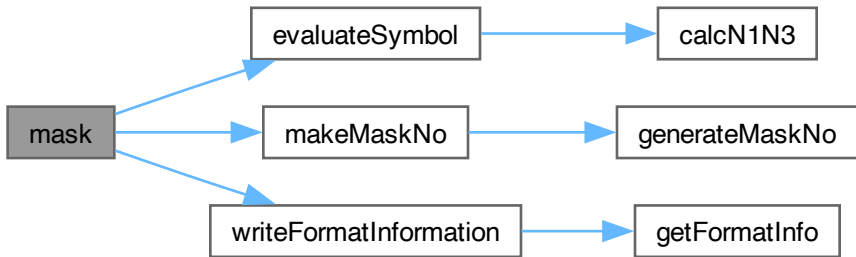 evaluateSymbol
calcN1N3
mask
makeMaskNo
generateMaskNo
writeFormatInformation
getFormatInfo